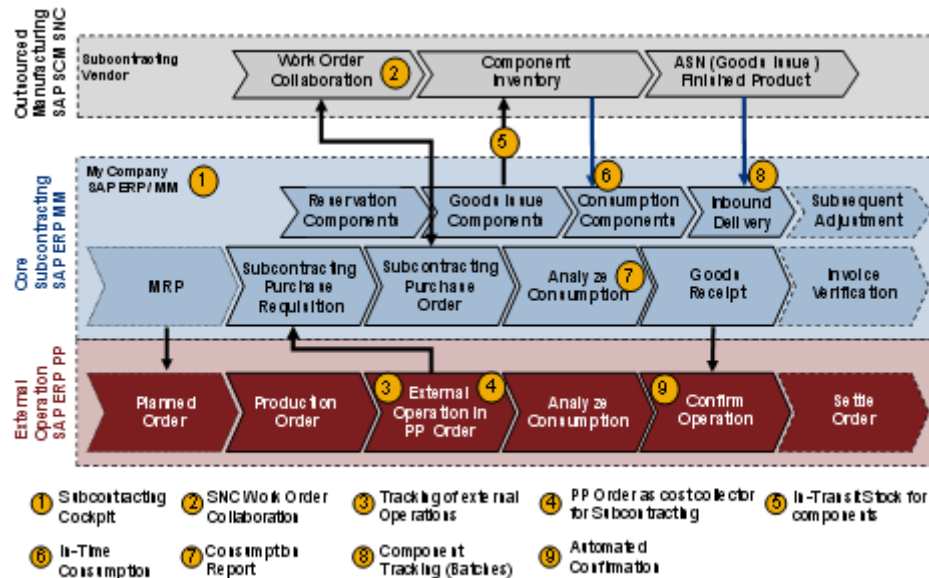 Outsourced
Manufacturing
SAP SCM SNC
Subcontracting
Vendor
Work Order
Collaboration
2
Component
Inventory
ASN (Goods Issue)
Finished Product
5
6
8
Core
Subcontracting
SAP ERP MM
My Company
SAP ERP/ MM
1
Reservation
Components
Goods Issue
Components
Consumption
Components
Inbound
Delivery
Subsequent
Adjustment
MRP
Subcontracting
Purchase
Requisition
Subcontracting
Purchase
Order
Analyze
Consumption
7
Goods
Receipt
Invoice
Verification
External
Operation
SAP ERP PP
Planned
Order
Production
Order
3
External
Operation in
PP Order
4
Analyze
Consumption
9
Confirm
Operation
Settle
Order
1 Subcontracting
Cockpit
2 SNC Work Order
Collaboration
3 Tracking of external
Operations
4 PP Order as cost collector
for Subcontracting
5 In-Transit Stock for
components
6 In-Time
Consumption
7 Consumption
Report
8 Component
Tracking (Batches)
9 Automated
Confirmation